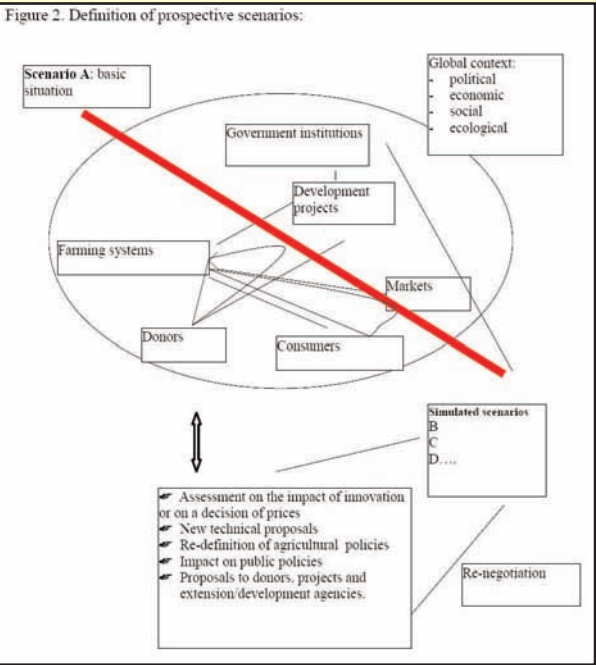 Figure 2. Definition of prospective scenarios:
Scenario A: basic
situation
Global context:
- political
- economic
- social
- ecological
Government institutions
Development
projects
Farming systems
Markets
Donors
Consumers
Simulated scenarios
B
C
D….
☞ Assessment on the impact of innovation
or on a decision of prices
☞ New technical proposals
☞ Re-definition of agricultural policies
☞ Impact on public policies
☞ Proposals to donors, projects and
extension/development agencies.
Re-negotiation